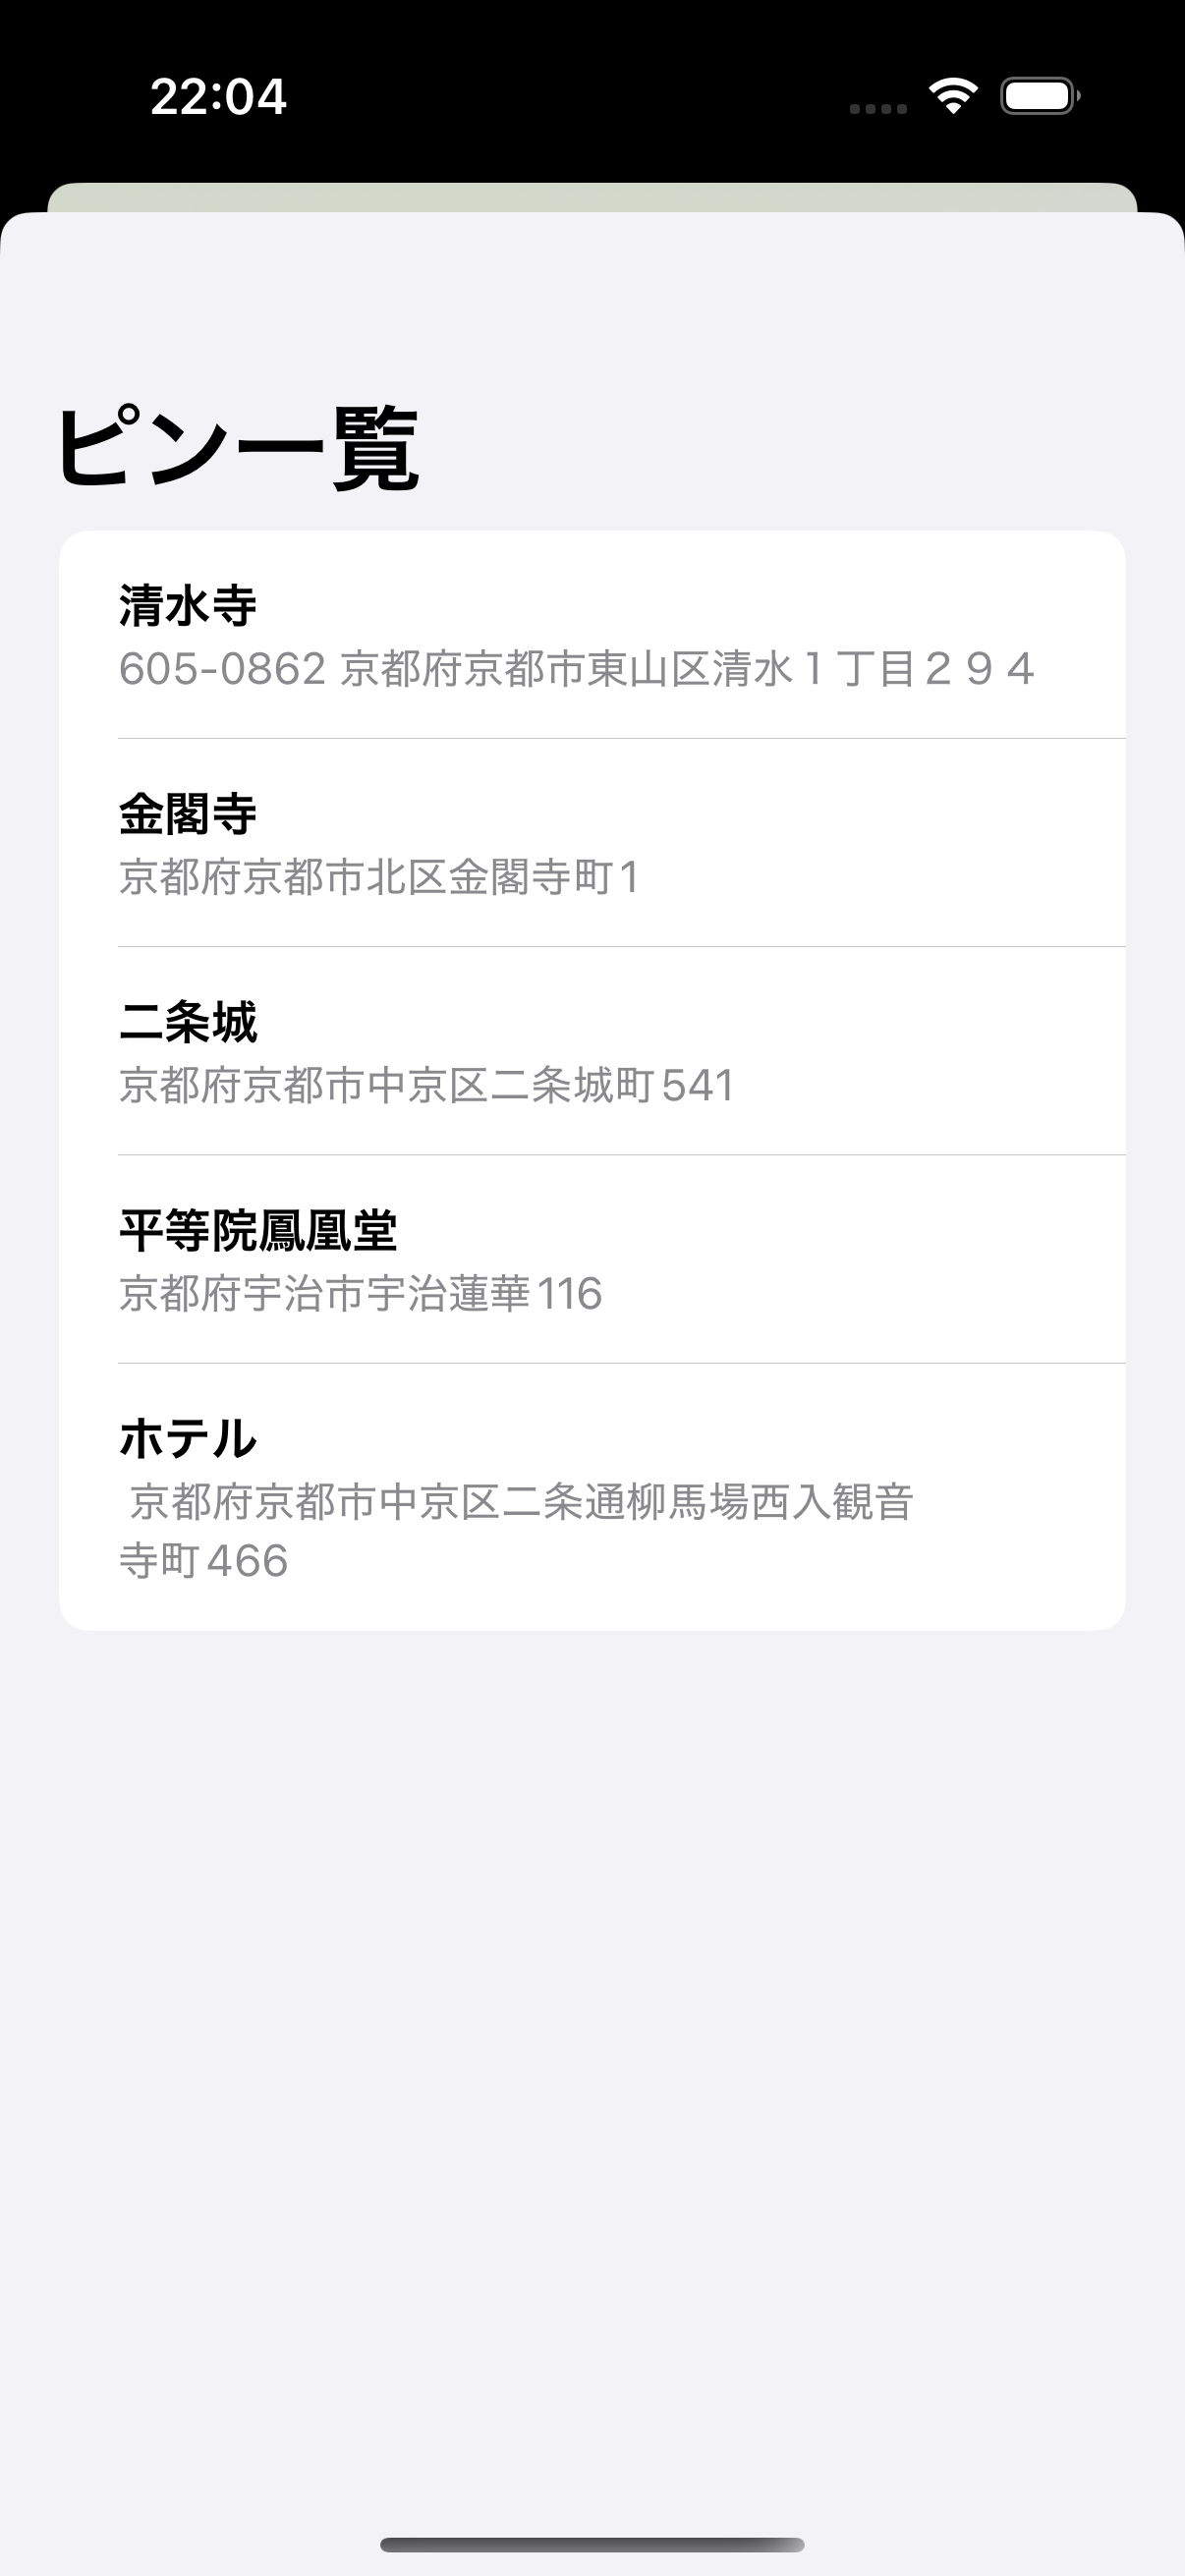 22:04
ピン一覧
清水寺
605-0862 京都府京都市東山区清水１丁目２９４
金閣寺
京都府京都市北区金閣寺町1
二条城
京都府京都市中京区二条城町541
平等院鳳凰堂
京都府宇治市宇治蓮華116
ホテル
京都府京都市中京区二条通柳馬場西入観音
寺町466